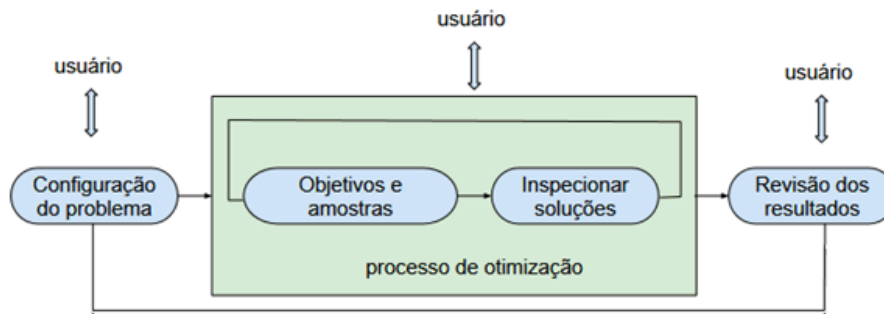 usuário
usuário
usuário
Configuração
do problema
Objetivos e
amostras
Inspecionar
soluções
Revisão dos
resultados
processo de otimização